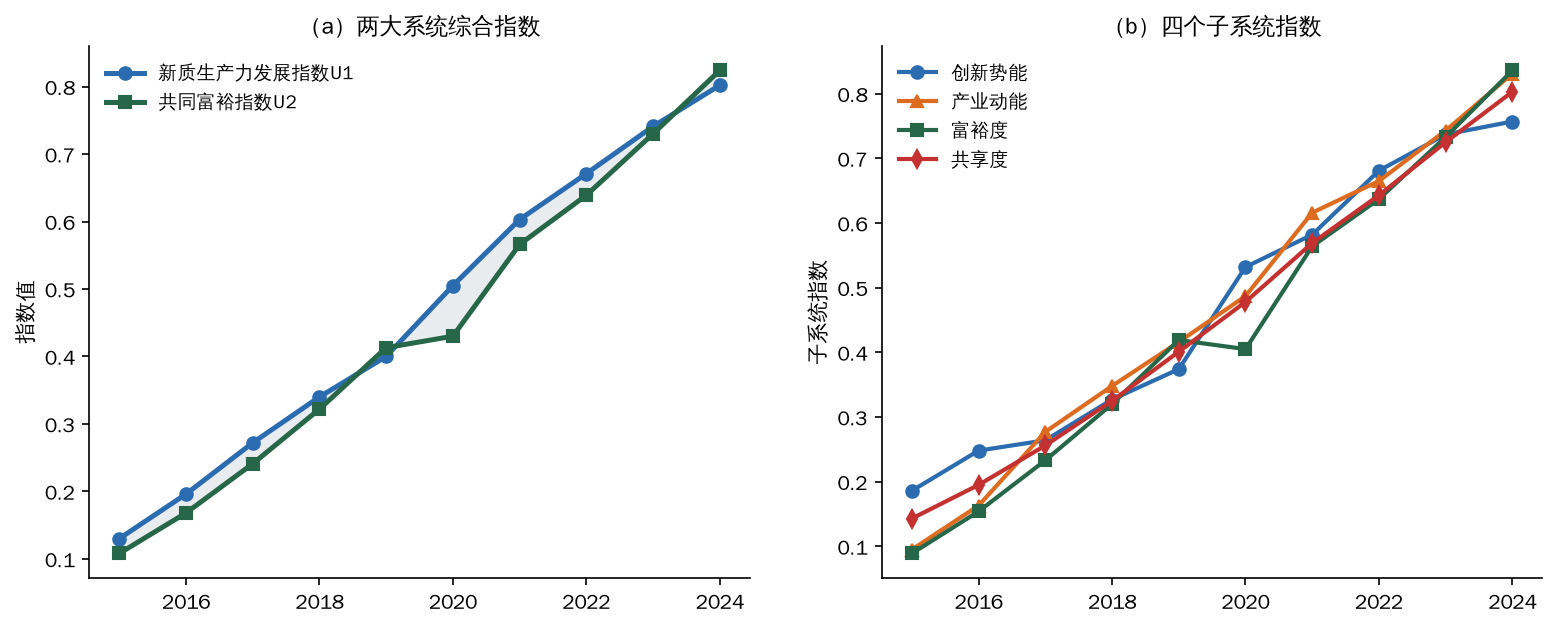 （a）两大系统综合指数
新质生产力发展指数U1
共同富裕指数U2
指数值
0.8
0.7
0.6
0.5
0.4
0.3
0.2
0.1
2016 2018 2020 2022 2024
（b）四个子系统指数
创新势能
产业动能
富裕度
共享度
子系统指数
0.8
0.7
0.6
0.5
0.4
0.3
0.2
0.1
2016 2018 2020 2022 2024